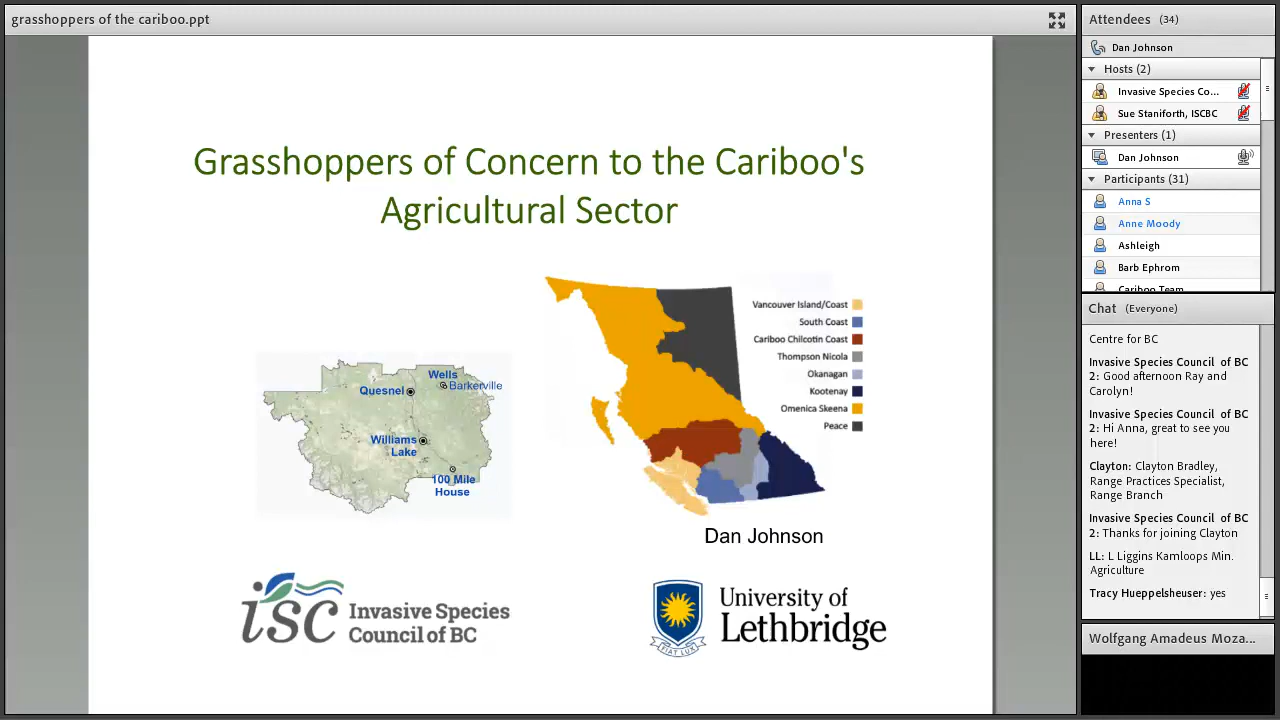 grasshoppers of the cariboo.ppt
Grasshoppers of Concern to the Cariboo's
Agricultural Sector
Wells
Barkerville
Quesnel
Williams
Lake
100 Mile
House
Vancouver Island/Coast
South Coast
Cariboo Chilcotin Coast
Thompson Nicola
Okanagan
Kootenay
Omenica Skeena
Peace
Dan Johnson
isc Invasive Species
Council of BC
FIAT LUX
University of
Lethbridge
Attendees (34)
Dan Johnson
Hosts (2)
Invasive Species Co...
Sue Staniforth, ISCBC
Presenters (1)
Dan Johnson
Participants (31)
Anna S
Anne Moody
Ashleigh
Barb Ephrom
Cariboo Team
Chat (Everyone)
Centre for BC
Invasive Species Council of BC
2: Good afternoon Ray and
Carolyn!
Invasive Species Council of BC
2: Hi Anna, great to see you
here!
Clayton: Clayton Bradley,
Range Practices Specialist,
Range Branch
Invasive Species Council of BC
2: Thanks for joining Clayton
LL: L Liggins Kamloops Min.
Agriculture
Tracy Hueppelsheuser: yes
Wolfgang Amadeus Moza...